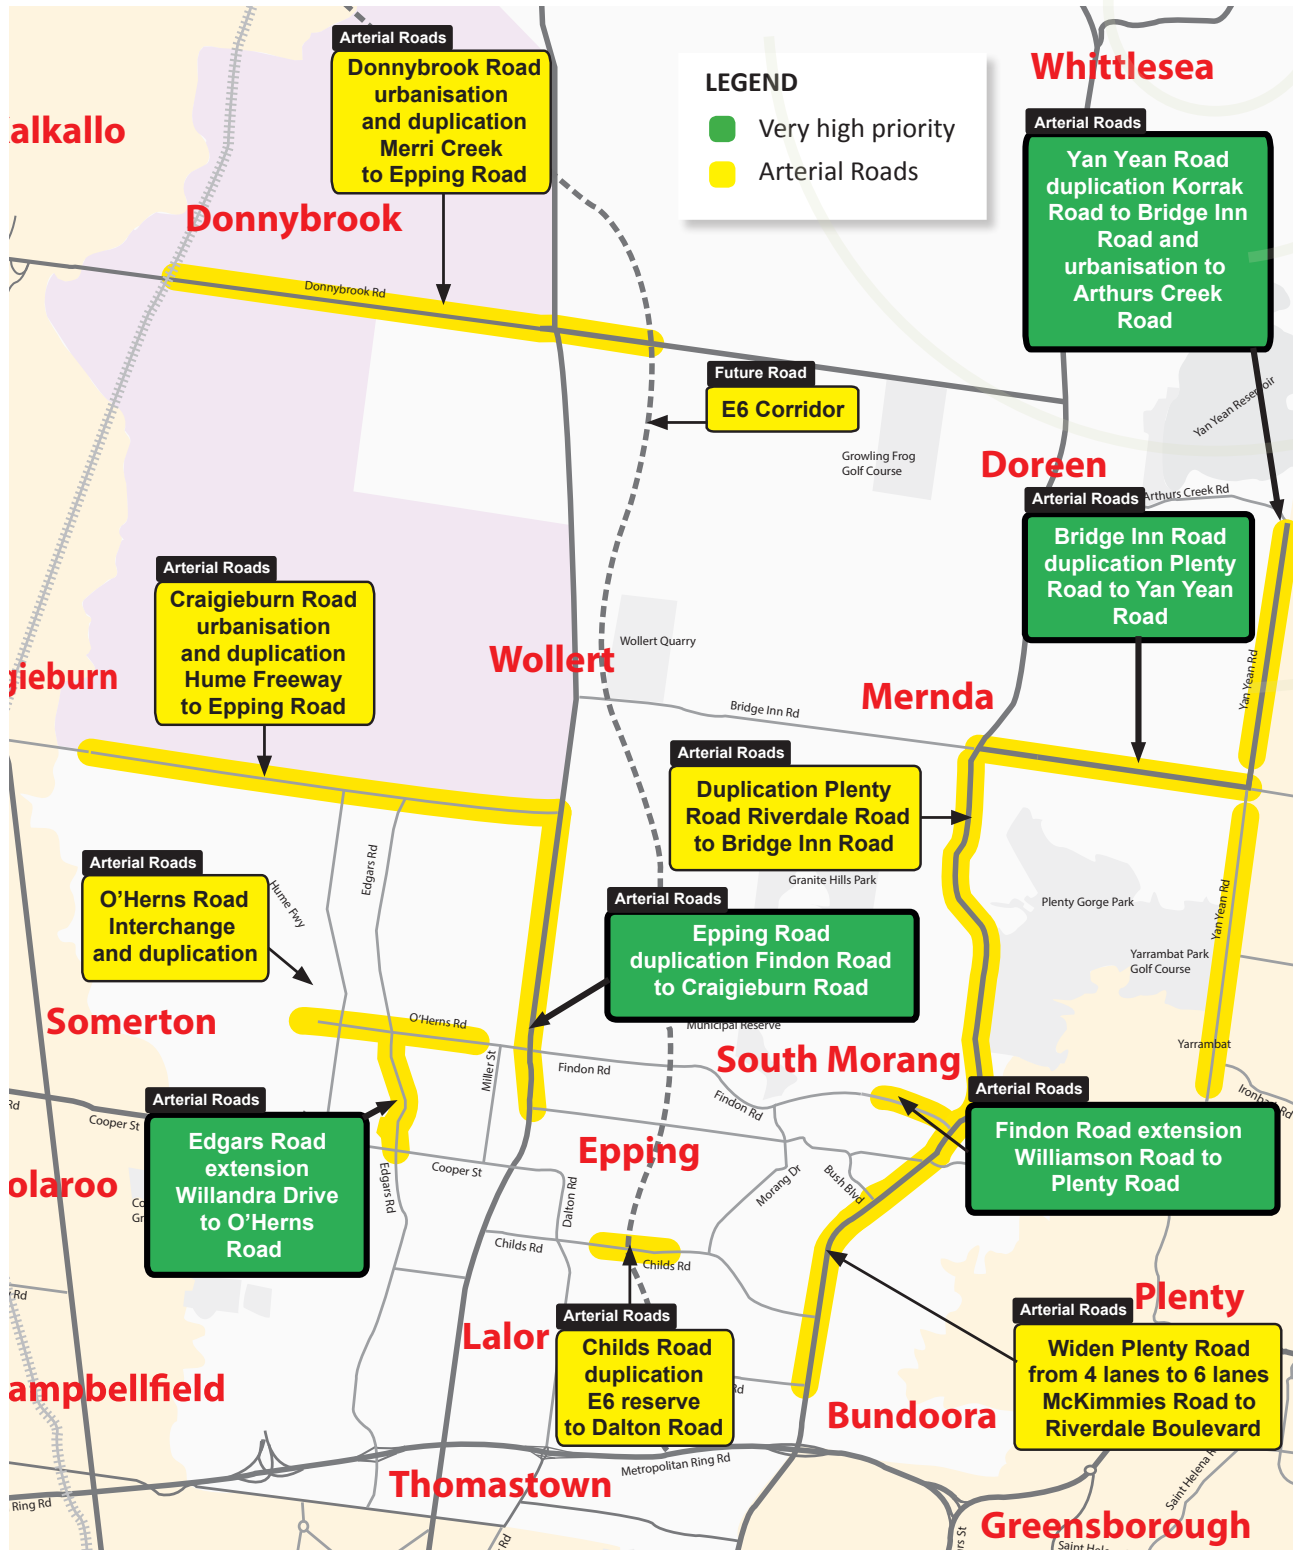 Arterial Roads
Donnybrook Road
urbanisation
and duplication
Merri Creek
to Epping Road
LEGEND
Very high priority
Arterial Roads
Whittlesea
Arterial Roads
Yan Yean Road
duplication Korrak
Road to Bridge Inn
Road and
urbanisation to
Arthurs Creek
Road
alkallo
Donnybrook
Donnybrook Rd
Future Road
E6 Corridor
Yan Yean Reservoir
Growling Frog
Golf Course
Doreen
Arterial Roads
Arthurs Creek Rd
Bridge Inn Road
duplication Plenty
Road to Yan Yean
Road
Arterial Roads
Craigieburn Road
urbanisation
and duplication
Hume Freeway
to Epping Road
gieburn
Wollert
Wollert Quarry
Mernda
Bridge Inn Rd
Yan Yean Rd
Arterial Roads
Duplication Plenty
Road Riverdale Road
to Bridge Inn Road
Granite Hills Park
Edgars Rd
Hume Fwy
Arterial Roads
O'Herns Road
Interchange
and duplication
Arterial Roads
Epping Road
duplication Findon Road
to Craigieburn Road
Municipal Reserve
Plenty Gorge Park
Yan Yean Rd
Yarrambat Park
Golf Course
Somerton
O'Herns Rd
Miller St
Findon Rd
South Morang
Yarrambat
Findon Rd
Rd
Cooper St
Arterial Roads
Edgars Road
extension
Willandra Drive
to O'Herns
Road
Edgars Rd
Cooper St
Epping
Dalton Rd
Morang Dr
Bush Blvd
Arterial Roads
Findon Road extension
Williamson Road to
Plenty Road
olaroo
Co
Gr
Childs Rd
Childs Rd
Rd
Plenty
Lalor
Arterial Roads
Childs Road
duplication
E6 reserve
to Dalton Road
Rd
Arterial Roads
Widen Plenty Road
from 4 lanes to 6 lanes
McKimmies Road to
Riverdale Boulevard
ampbellfield
Bundoora
Metropolitan Ring Rd
Thomastown
Ring Rd
Rd
Saint Helena R
Greensborough
rs St
Saint Hele